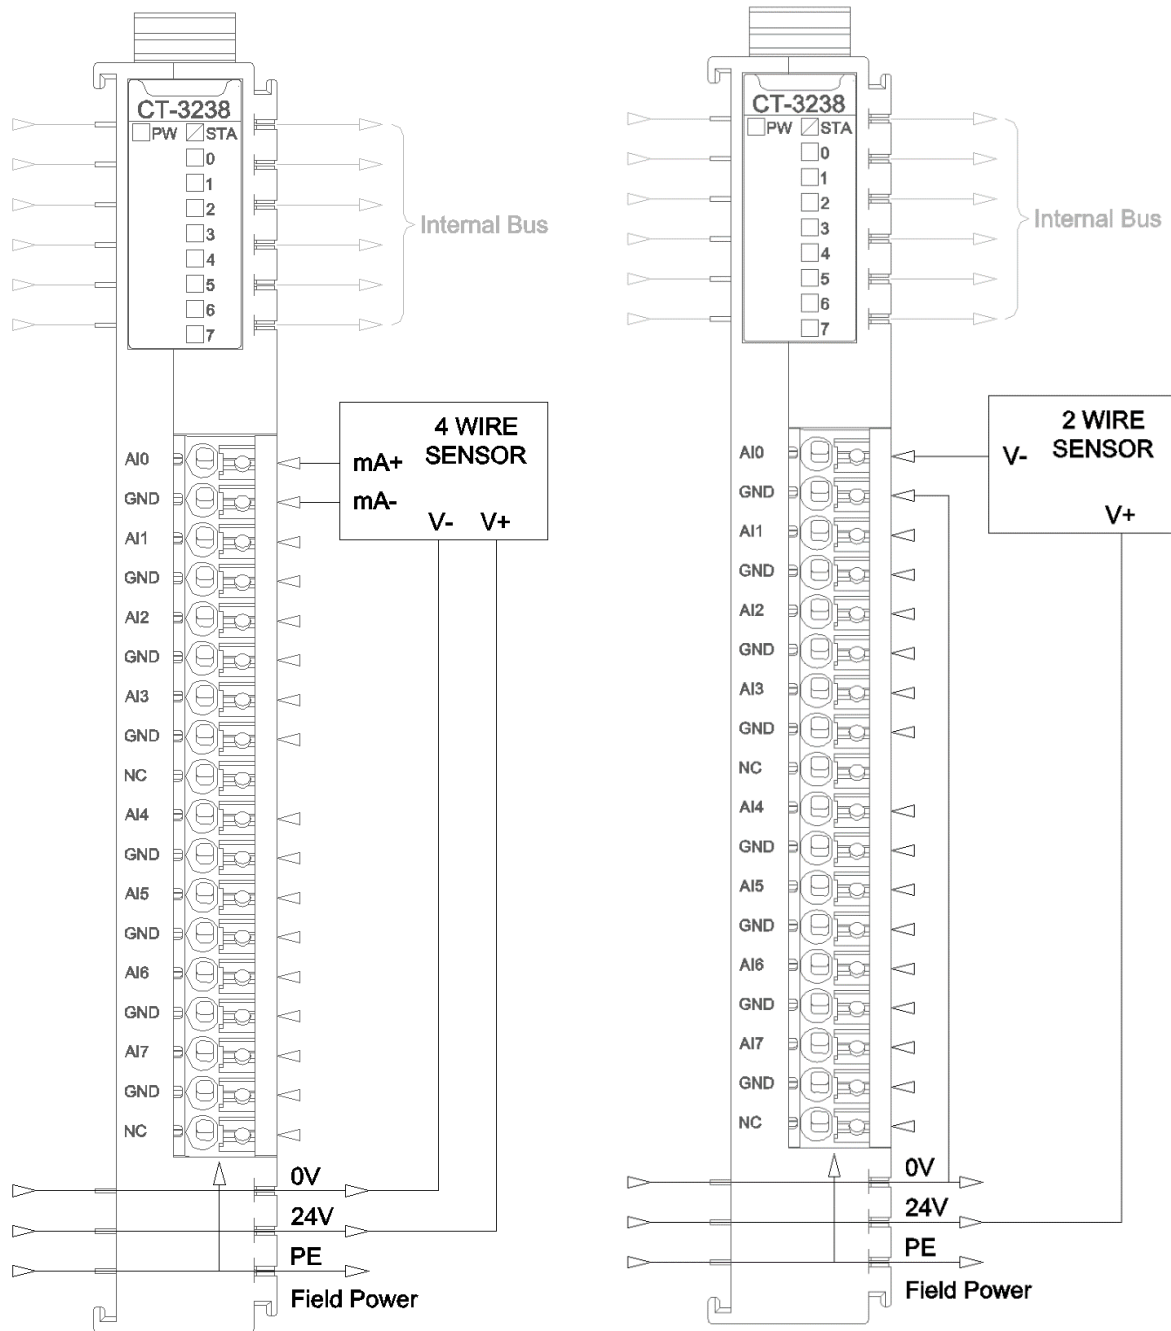 CT-3238
PW STA
0
1
2
3
4
5
6
7
Internal Bus
4 WIRE
SENSOR
mA+
mA-
V- V+
AI0
GND
AI1
GND
AI2
GND
AI3
GND
NC
AI4
GND
AI5
GND
AI6
GND
AI7
GND
NC
0V
24V
PE
Field Power
CT-3238
PW STA
0
1
2
3
4
5
6
7
Internal Bus
2 WIRE
SENSOR
V-
V+
AI0
GND
AI1
GND
AI2
GND
AI3
GND
NC
AI4
GND
AI5
GND
AI6
GND
AI7
GND
NC
0V
24V
PE
Field Power